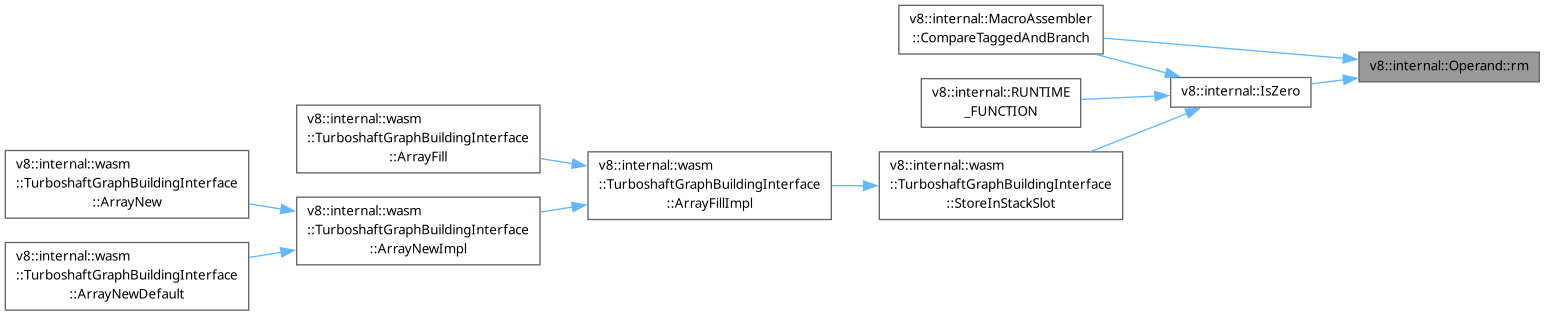 v8::internal::MacroAssembler
::CompareTaggedAndBranch
v8::internal::Operand::rm
v8::internal::RUNTIME
_FUNCTION
v8::internal::IsZero
v8::internal::wasm
::TurboshaftGraphBuildingInterface
::ArrayFill
v8::internal::wasm
::TurboshaftGraphBuildingInterface
::ArrayNew
v8::internal::wasm
::TurboshaftGraphBuildingInterface
::ArrayFillImpl
v8::internal::wasm
::TurboshaftGraphBuildingInterface
::StoreInStackSlot
v8::internal::wasm
::TurboshaftGraphBuildingInterface
::ArrayNewImpl
v8::internal::wasm
::TurboshaftGraphBuildingInterface
::ArrayNewDefault